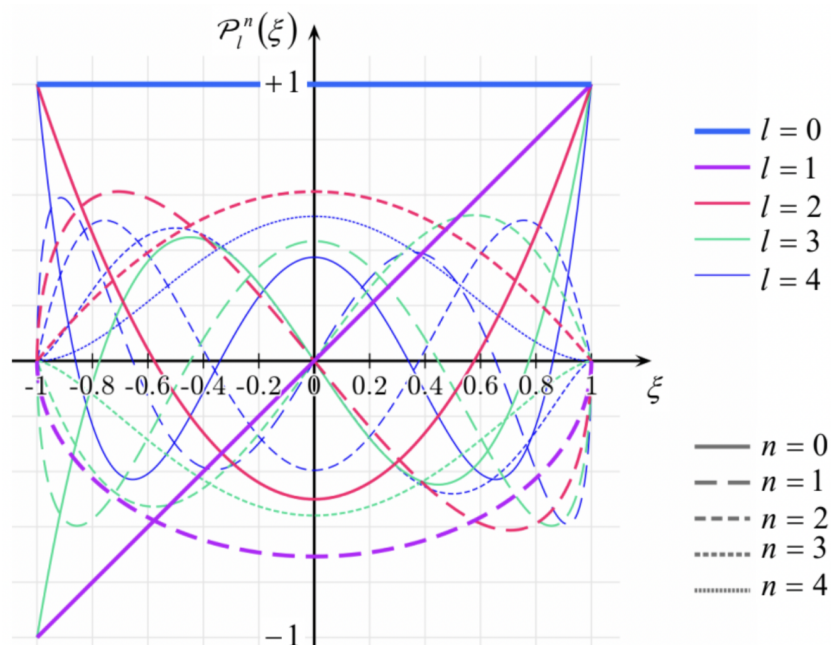 𝒫ₗⁿ(ξ)
+1
l = 0
l = 1
l = 2
l = 3
l = 4
-1 -0.8 -0.6 -0.4 -0.2 0 0.2 0.4 0.6 0.8 1
ξ
n = 0
n = 1
n = 2
n = 3
n = 4
−1